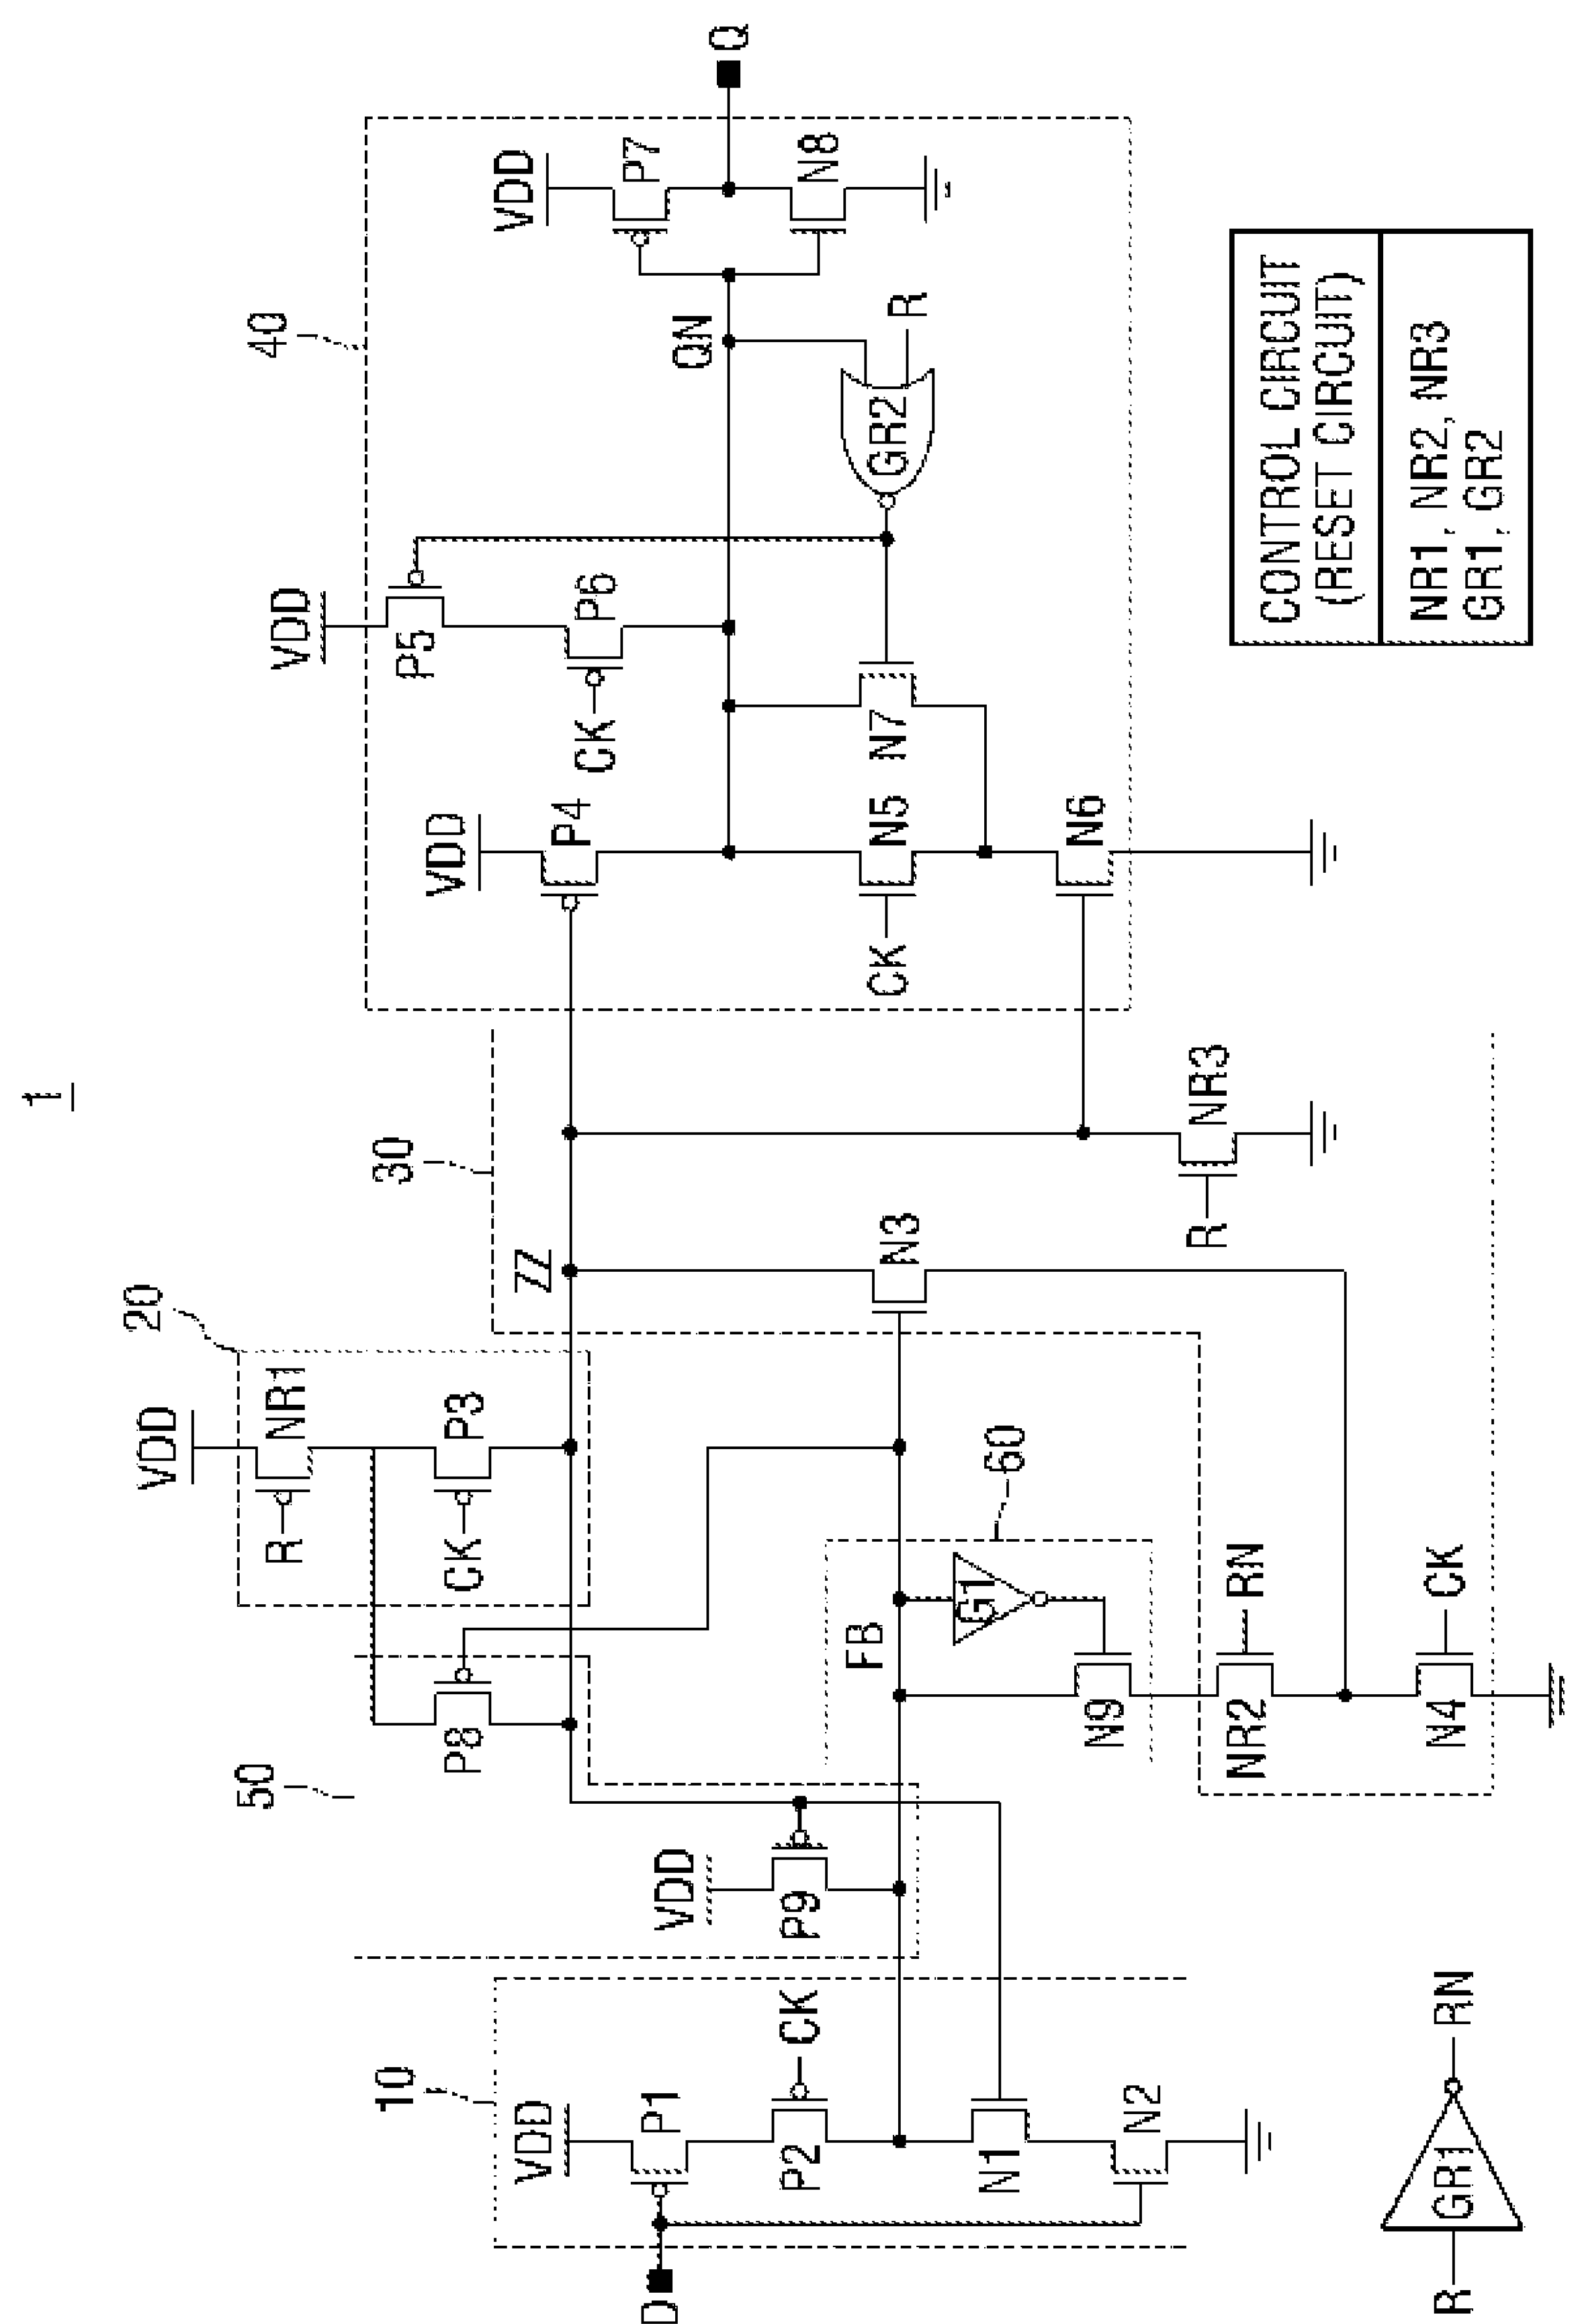 1
10
VDD
P1
D
P2
CK
N1
N2
R
GR1
RN
50
VDD
P9
P8
20
VDD
R
NR1
CK
P3
60
FB
G1
N9
NR2
RN
N4
CK
30
ZZ
N3
R
NR3
40
VDD
P4
CK
N5
N6
N7
VDD
P5
CK
P6
QN
GR2
R
VDD
P7
N8
Q
CONTROL CIRCUIT
(RESET CIRCUIT)
NR1, NR2, NR3
GR1, GR2